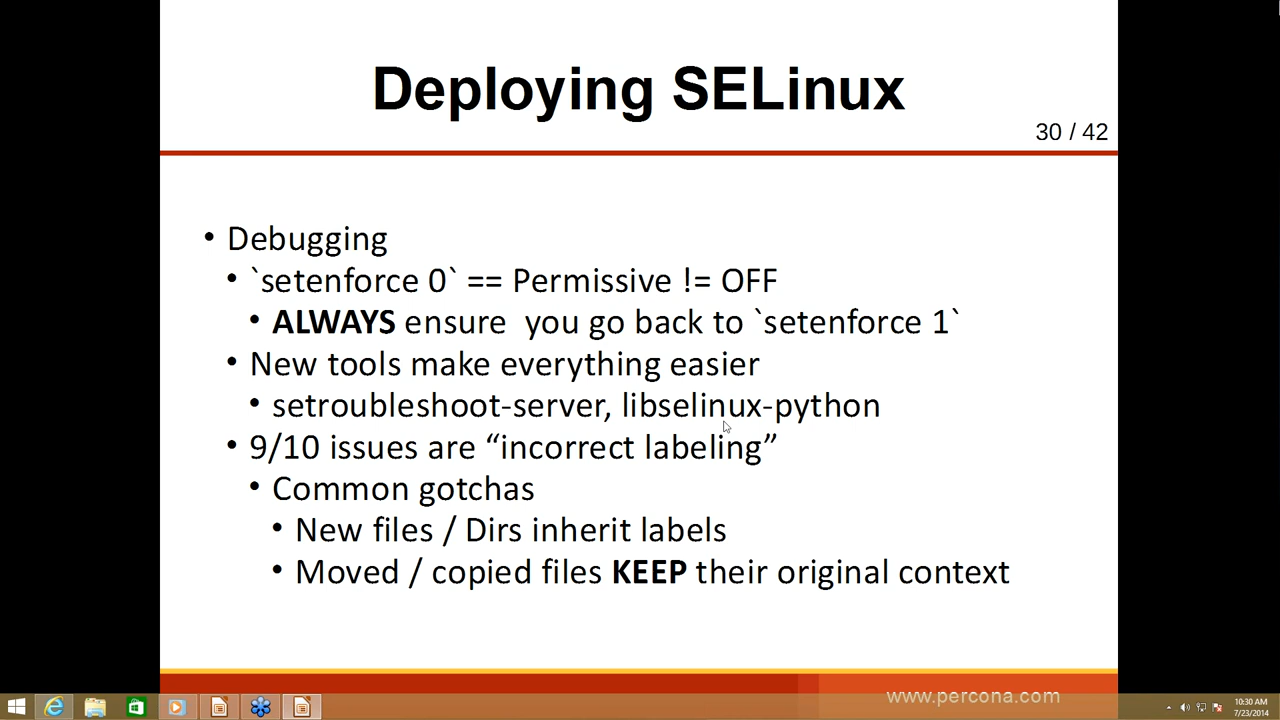 Deploying SELinux
30 / 42
• Debugging
• `setenforce 0` == Permissive != OFF
• ALWAYS ensure  you go back to `setenforce 1`
• New tools make everything easier
• setroubleshoot-server, libselinux-python
• 9/10 issues are “incorrect labeling”
• Common gotchas
• New files / Dirs inherit labels
• Moved / copied files KEEP their original context
www.percona.com
10:30 AM
7/23/2014